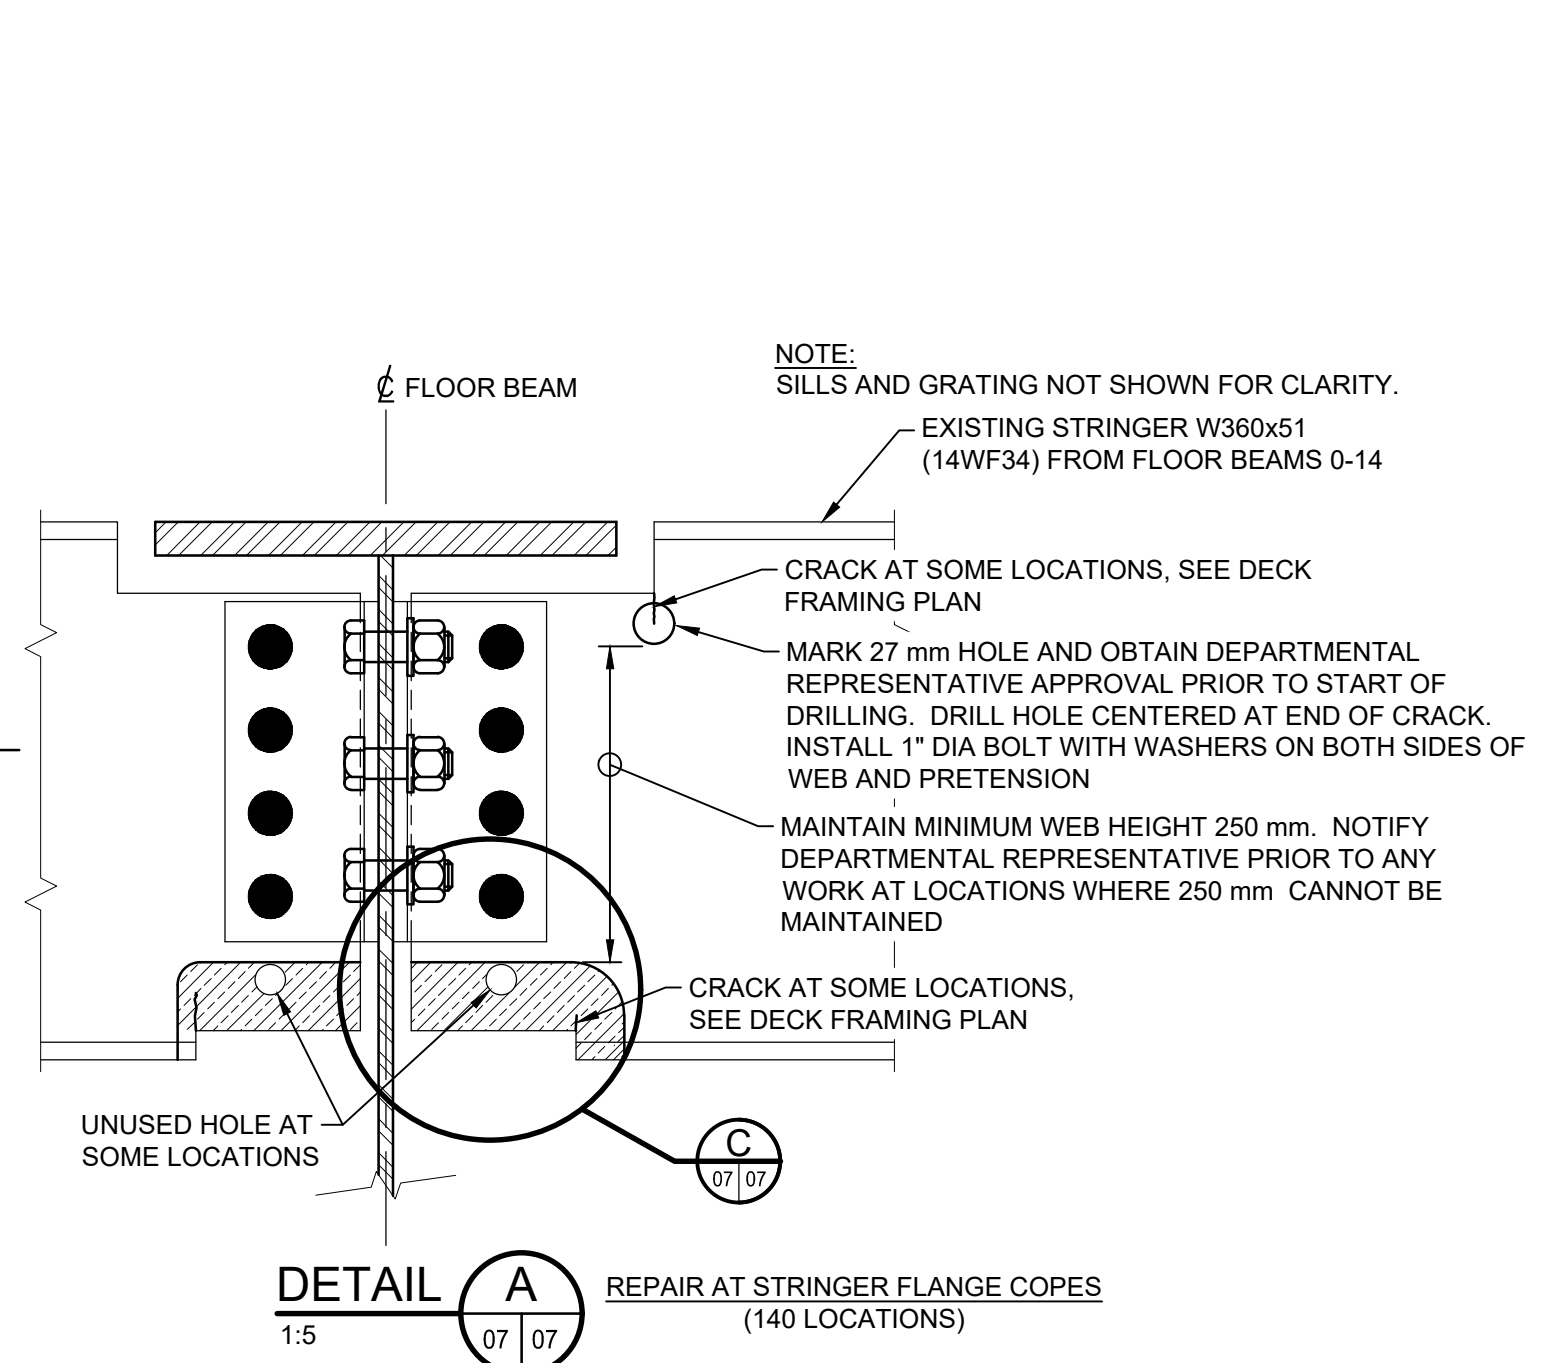 NOTE:
SILLS AND GRATING NOT SHOWN FOR CLARITY.
℄ FLOOR BEAM
EXISTING STRINGER W360x51
(14WF34) FROM FLOOR BEAMS 0-14
CRACK AT SOME LOCATIONS, SEE DECK
FRAMING PLAN
MARK 27 mm HOLE AND OBTAIN DEPARTMENTAL
REPRESENTATIVE APPROVAL PRIOR TO START OF
DRILLING. DRILL HOLE CENTERED AT END OF CRACK.
INSTALL 1" DIA BOLT WITH WASHERS ON BOTH SIDES OF
WEB AND PRETENSION
MAINTAIN MINIMUM WEB HEIGHT 250 mm. NOTIFY
DEPARTMENTAL REPRESENTATIVE PRIOR TO ANY
WORK AT LOCATIONS WHERE 250 mm CANNOT BE
MAINTAINED
CRACK AT SOME LOCATIONS,
SEE DECK FRAMING PLAN
UNUSED HOLE AT
SOME LOCATIONS
C
07 07
DETAIL A
1:5
07 07
REPAIR AT STRINGER FLANGE COPES
(140 LOCATIONS)